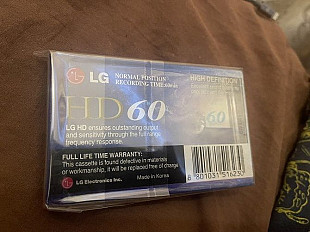 LG
NORMAL POSITION
RECORDING TIME:
HIGH DEFINITION
HD 60
60
LG HD ensures outstanding output
and sensitivity through the full range
frequency response.
FULL LIFE TIME WARRANTY:
This cassette is found defective in materials
or workmanship, it will be replaced free of charge
LG Electronics Inc.
Made in Korea
8 801031 516230